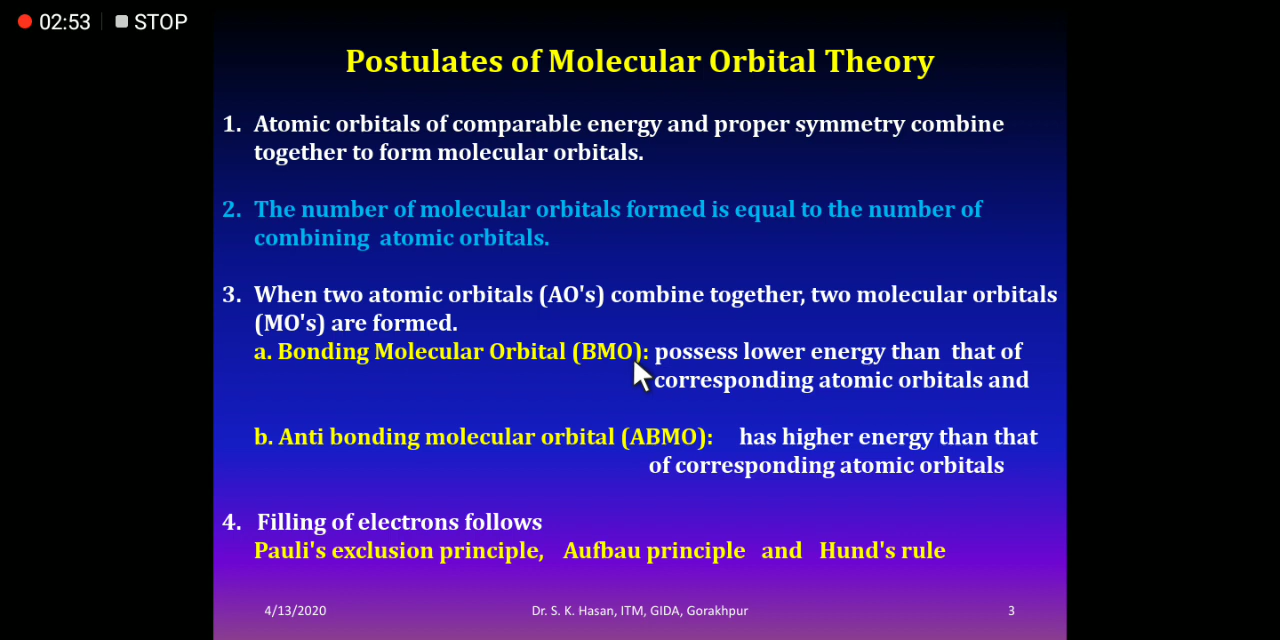 02:53 STOP
Postulates of Molecular Orbital Theory
1. Atomic orbitals of comparable energy and proper symmetry combine
together to form molecular orbitals.
2. The number of molecular orbitals formed is equal to the number of
combining atomic orbitals.
3. When two atomic orbitals (AO's) combine together, two molecular orbitals
(MO's) are formed.
a. Bonding Molecular Orbital (BMO): possess lower energy than that of
corresponding atomic orbitals and
b. Anti bonding molecular orbital (ABMO): has higher energy than that
of corresponding atomic orbitals
4. Filling of electrons follows
Pauli's exclusion principle, Aufbau principle and Hund's rule
4/13/2020 Dr. S. K. Hasan, ITM, GIDA, Gorakhpur 3